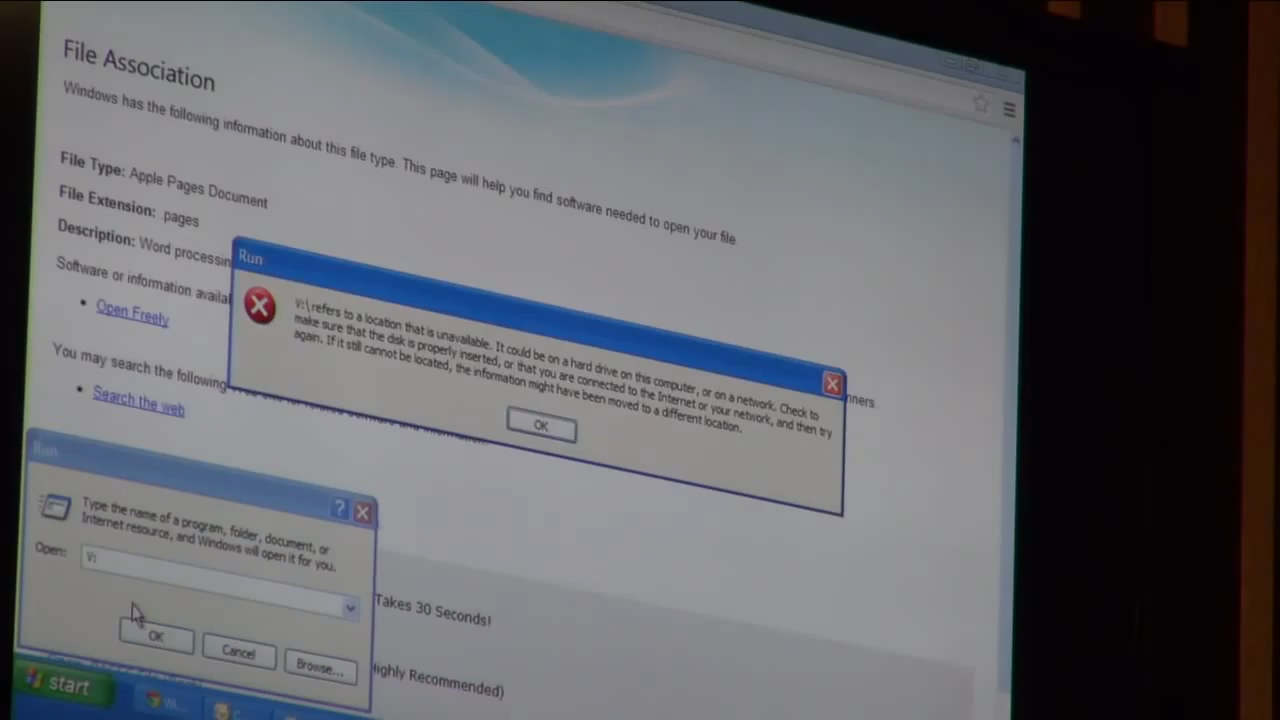 File Association
Windows has the following information about this file type. This page will help you find software needed to open your file.
File Type: Apple Pages Document
File Extension: .pages
Description: Word processin
Software or information availa
Open Freely
You may search the following
nners
Search the web
Run
V:\ refers to a location that is unavailable. It could be on a hard drive on this computer, or on a network. Check to
make sure that the disk is properly inserted, or that you are connected to the Internet or your network, and then try
again. If it still cannot be located, the information might have been moved to a different location.
OK
Run
Type the name of a program, folder, document, or
Internet resource, and Windows will open it for you.
Open: V:
OK Cancel Browse...
Takes 30 Seconds!
ighly Recommended)
start
Wi...